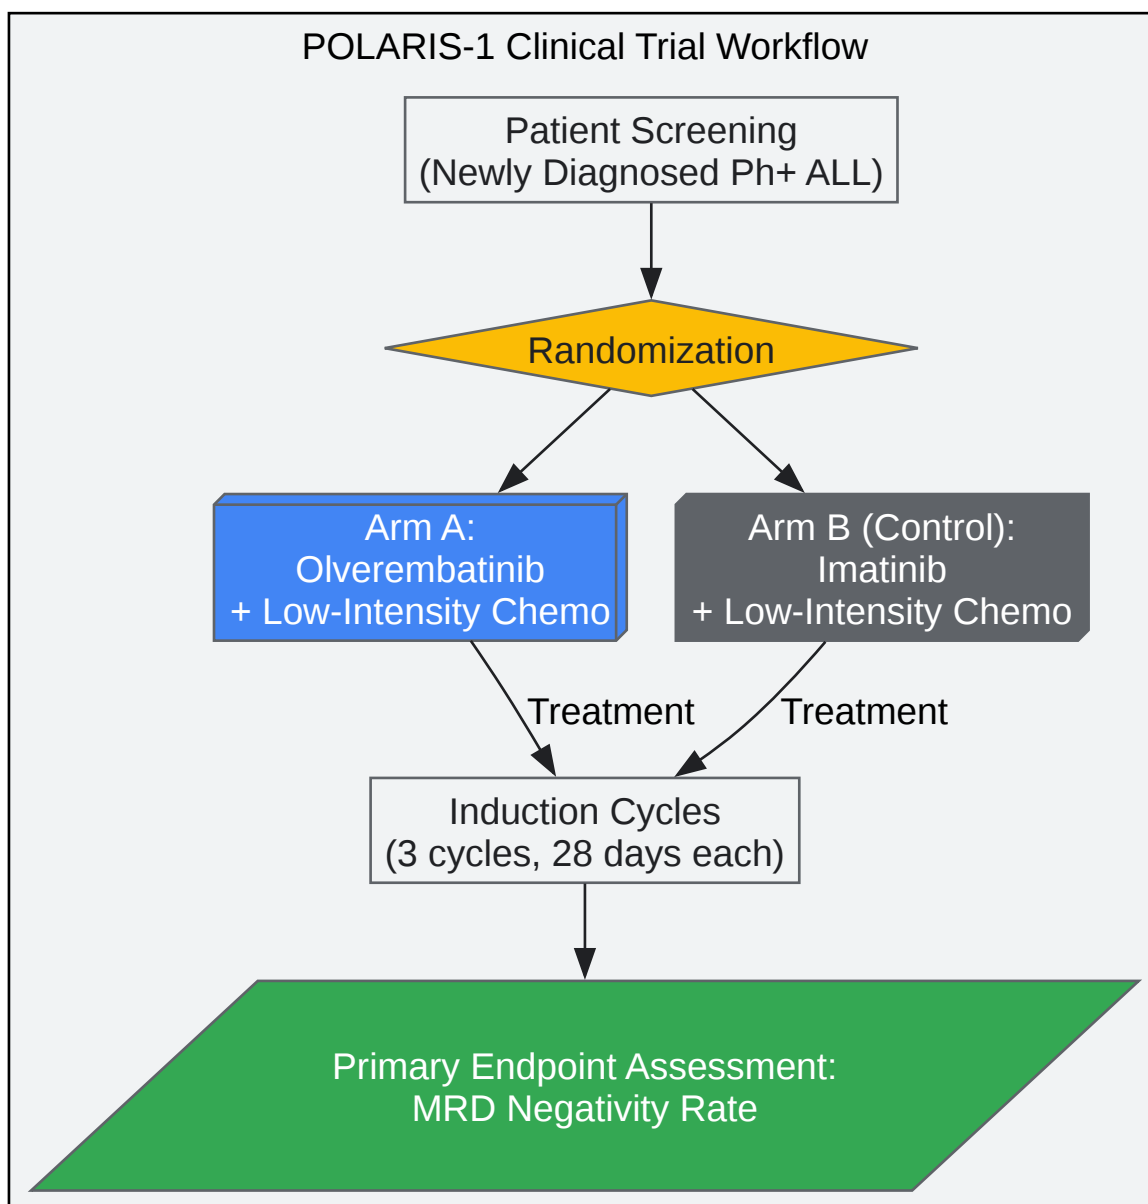 POLARIS-1 Clinical Trial Workflow
Patient Screening
(Newly Diagnosed Ph+ ALL)
Randomization
Arm A:
Olverembatinib
+ Low-Intensity Chemo
Arm B (Control):
Imatinib
+ Low-Intensity Chemo
Treatment
Treatment
Induction Cycles
(3 cycles, 28 days each)
Primary Endpoint Assessment:
MRD Negativity Rate